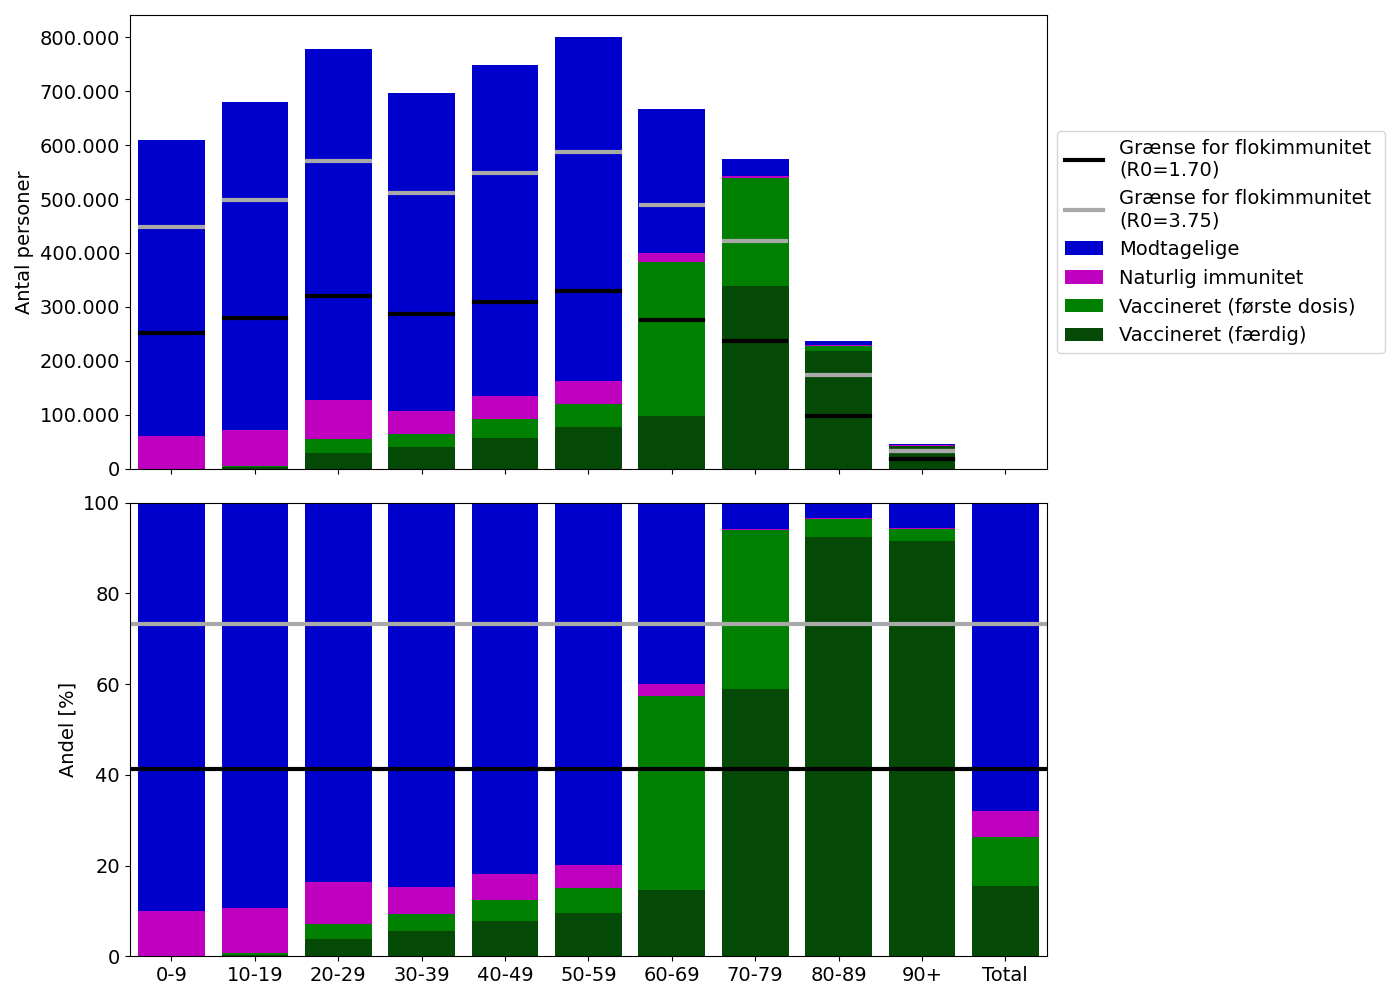 800.000
700.000
600.000
500.000
400.000
300.000
200.000
100.000
0
Antal personer
Grænse for flokimmunitet
(R0=1.70)
Grænse for flokimmunitet
(R0=3.75)
Modtagelige
Naturlig immunitet
Vaccineret (første dosis)
Vaccineret (færdig)
100
80
60
40
20
0
Andel [%]
0-9 10-19 20-29 30-39 40-49 50-59 60-69 70-79 80-89 90+ Total